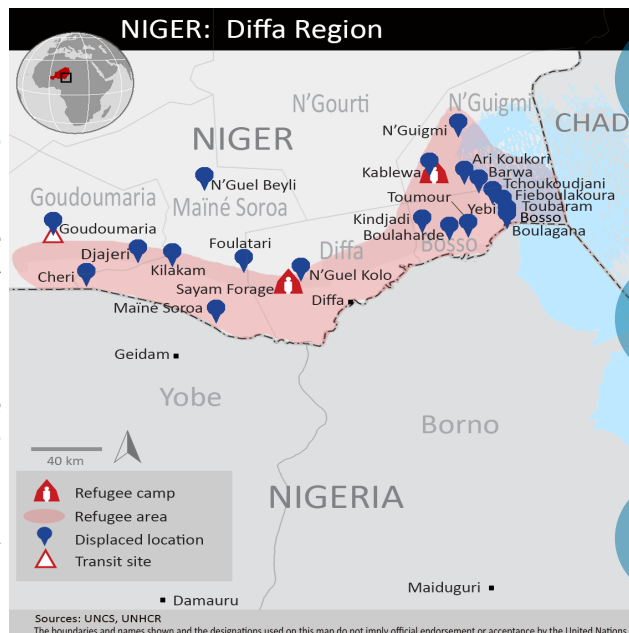 NIGER: Diffa Region
N'Gourti
N'Guigmi
CHAD
N'Guigmi
NIGER
Ari Koukori
Kablewa
Barwa
Tchoukoudjani
N'Guel Beyli
Goudoumaria
Toumour
Fieboulakoura
Maïné Soroa
Yebi
Toubaram
Kindjadi
Bosso
Goudoumaria
Boulaharde
Boulagana
Foulatari
Diffa
Bosso
Djajeri
Kilakam
N'Guel Kolo
Cheri
Sayam Forage
Diffa
Maïné Soroa
Geidam
Yobe
Borno
40 km
NIGERIA
Refugee camp
Refugee area
Displaced location
Transit site
Maiduguri
Damauru
Sources: UNCS, UNHCR
The boundaries and names shown and the designations used on this map do not imply official endorsement or acceptance by the United Nations